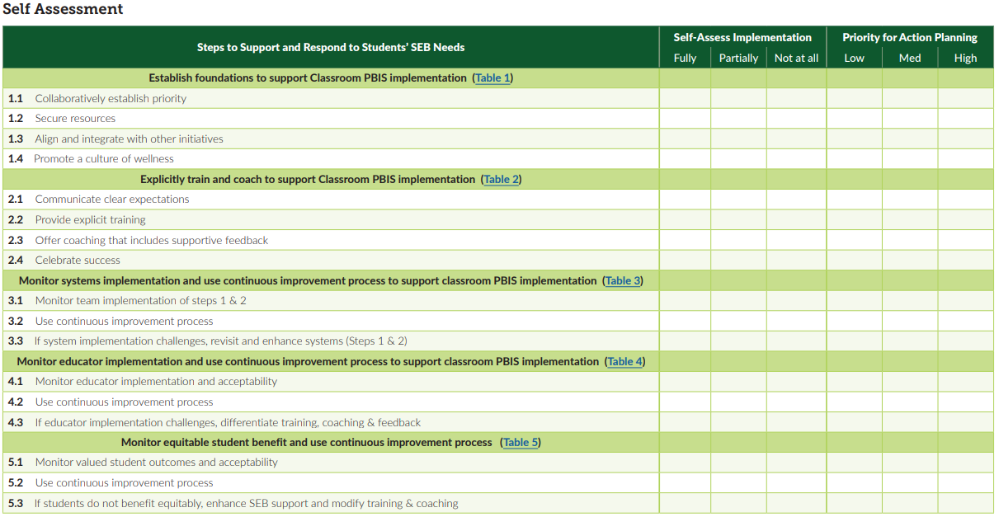 Self Assessment
Steps to Support and Respond to Students' SEB Needs
Self-Assess Implementation
Priority for Action Planning
Fully
Partially
Not at all
Low
Med
High
Establish foundations to support Classroom PBIS implementation (Table 1)
1.1 Collaboratively establish priority
1.2 Secure resources
1.3 Align and integrate with other initiatives
1.4 Promote a culture of wellness
Explicitly train and coach to support Classroom PBIS implementation (Table 2)
2.1 Communicate clear expectations
2.2 Provide explicit training
2.3 Offer coaching that includes supportive feedback
2.4 Celebrate success
Monitor systems implementation and use continuous improvement process to support classroom PBIS implementation (Table 3)
3.1 Monitor team implementation of steps 1 & 2
3.2 Use continuous improvement process
3.3 If system implementation challenges, revisit and enhance systems (Steps 1 & 2)
Monitor educator implementation and use continuous improvement process to support classroom PBIS implementation (Table 4)
4.1 Monitor educator implementation and acceptability
4.2 Use continuous improvement process
4.3 If educator implementation challenges, differentiate training, coaching & feedback
Monitor equitable student benefit and use continuous improvement process (Table 5)
5.1 Monitor valued student outcomes and acceptability
5.2 Use continuous improvement process
5.3 If students do not benefit equitably, enhance SEB support and modify training & coaching